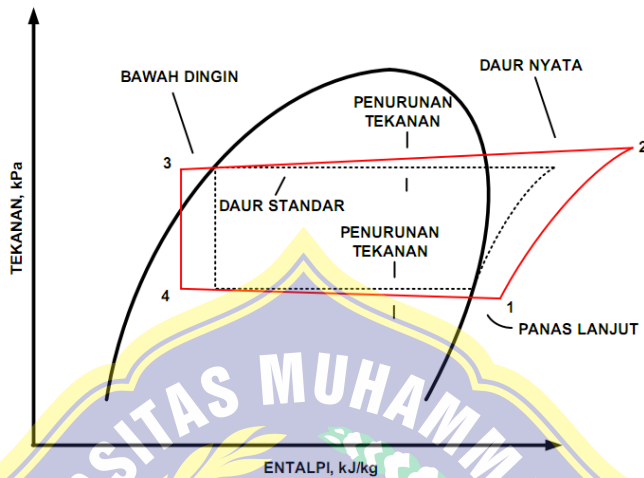 DAUR NYATA
BAWAH DINGIN
PENURUNAN
TEKANAN
3
2
DAUR STANDAR
TEKANAN, kPa
PENURUNAN
TEKANAN
4
1
PANAS LANJUT
SITAS MUHAMM
ENTALPI, kJ/kg